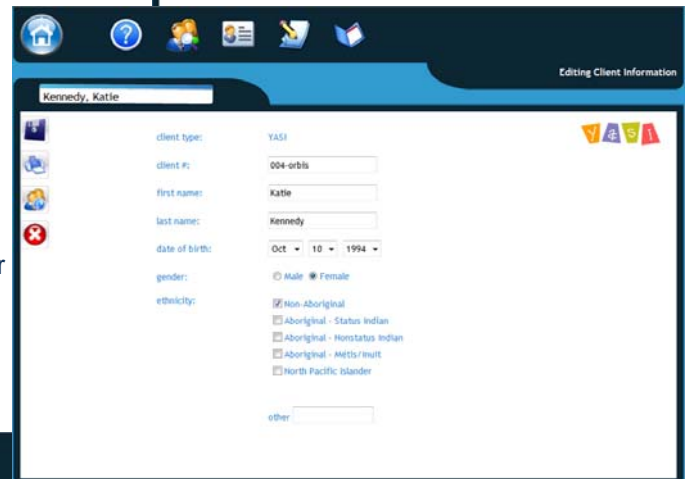 Editing Client Information
Kennedy, Katie
YASI
client type: YASI
client #: 004-orbis
first name: Katie
last name: Kennedy
date of birth: Oct 10 1994
gender: Male Female
ethnicity: Non-Aboriginal
Aboriginal - Status Indian
Aboriginal - Nonstatus Indian
Aboriginal - Métis/Inuit
North Pacific Islander
other
r